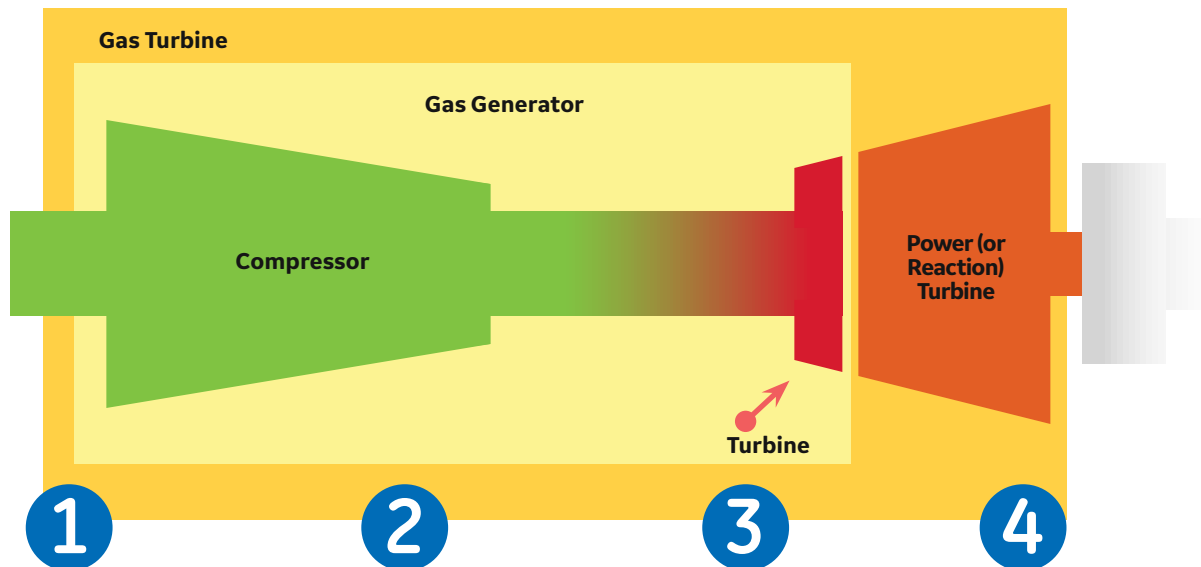 Gas Turbine
Gas Generator
Compressor
Power (or
Reaction)
Turbine
Turbine
1 2 3 4